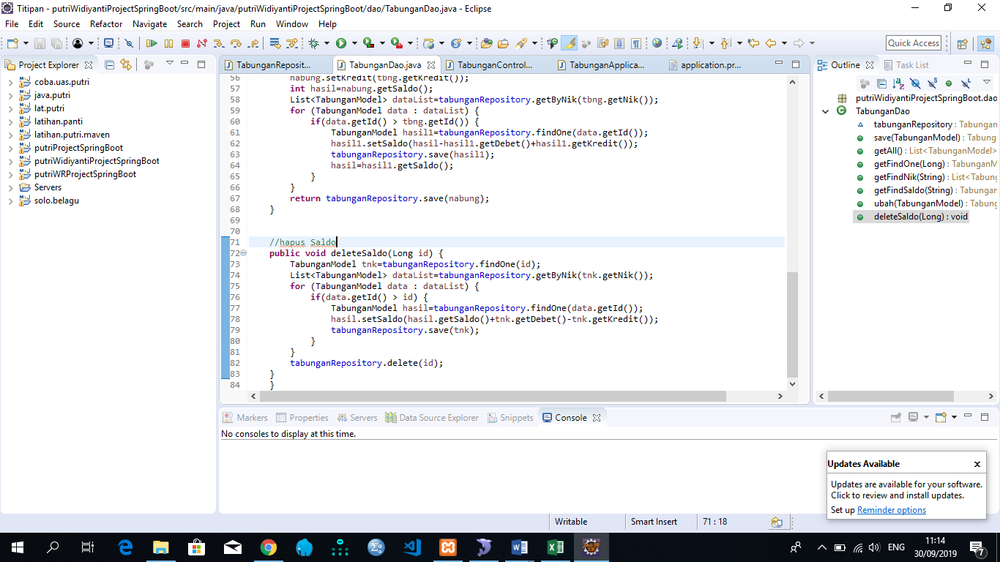 Titipan - putriWidiyantiProjectSpringBoot/src/main/java/putriWidiyantiProjectSpringBoot/dao/TabunganDao.java - Eclipse
File Edit Source Refactor Navigate Search Project Run Window Help
Quick Access
Project Explorer
coba.uas.putri
java.putri
lat.putri
latihan.panti
latihan.putri.maven
putriProjectSpringBoot
putriWidiyantiProjectSpringBoot
putriWRProjectSpringBoot
Servers
solo.belagu
TabunganReposit... TabunganDao.java TabunganControl... TabunganApplica... application.pr...
56 nabung.setKredit(tbng.getKredit());
57 int hasil=nabung.getSaldo();
58 List<TabunganModel> dataList=tabunganRepository.getByNik(tbng.getNik());
59 for (TabunganModel data : dataList) {
60 if(data.getId() > tbng.getId()) {
61 TabunganModel hasil1=tabunganRepository.findOne(data.getId());
62 hasil1.setSaldo(hasil-hasil1.getDebet()+hasil1.getKredit());
63 tabunganRepository.save(hasil1);
64 hasil=hasil1.getSaldo();
65 }
66 }
67 return tabunganRepository.save(nabung);
68 }
69
70
71 //hapus Saldo
72 public void deleteSaldo(Long id) {
73 TabunganModel tnk=tabunganRepository.findOne(id);
74 List<TabunganModel> dataList=tabunganRepository.getByNik(tnk.getNik());
75 for (TabunganModel data : dataList) {
76 if(data.getId() > id) {
77 TabunganModel hasil=tabunganRepository.findOne(data.getId());
78 hasil.setSaldo(hasil.getSaldo()+tnk.getDebet()-tnk.getKredit());
79 tabunganRepository.save(tnk);
80 }
81 }
82 tabunganRepository.delete(id);
83 }
84 }
Outline Task List
putriWidiyantiProjectSpringBoot.dao
TabunganDao
tabunganRepository : Tabungan
save(TabunganModel) : Tabung
getAll() : List<TabunganModel>
getFindOne(Long) : TabunganM
getFindNik(String) : List<Tabung
getFindSaldo(String) : Tabungan
ubah(TabunganModel) : Tabung
deleteSaldo(Long) : void
Markers Properties Servers Data Source Explorer Snippets Console
No consoles to display at this time.
Updates Available
Updates are available for your software.
Click to review and install updates.
Set up Reminder options
Writable Smart Insert 71 : 18
ENG
11:14
30/09/2019
7